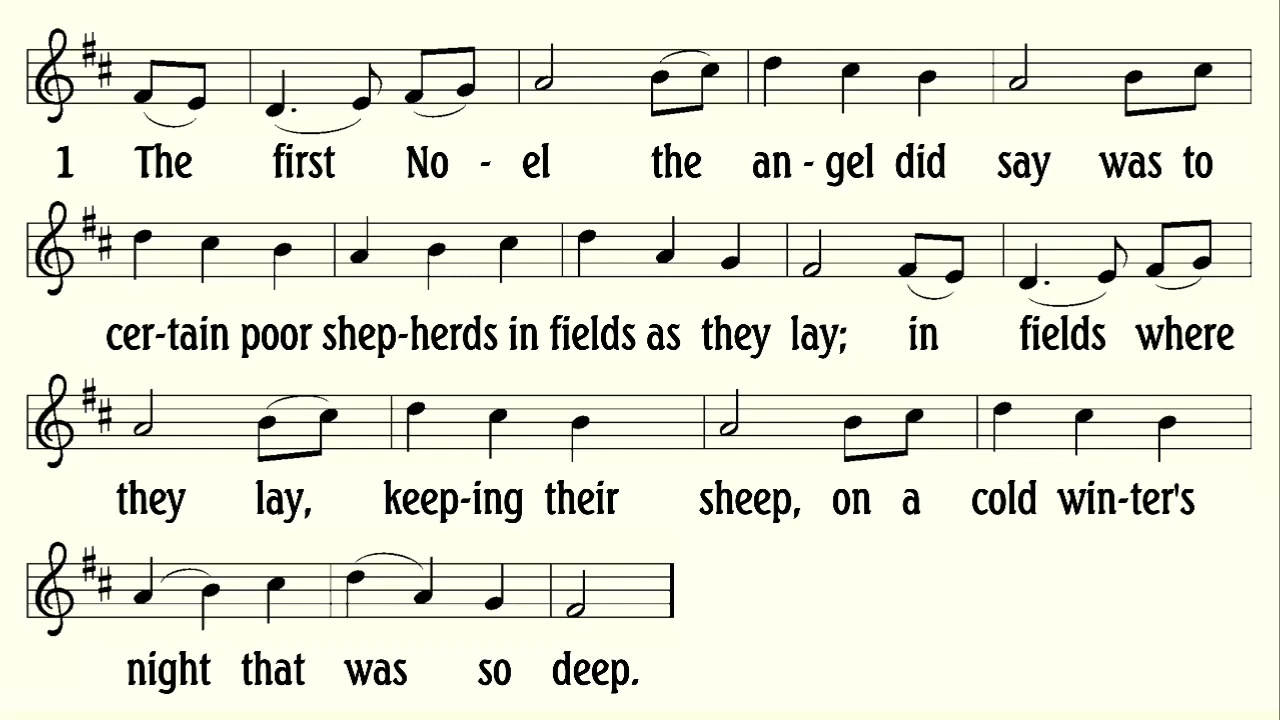 1 The first No - el the an - gel did say was to
cer-tain poor shep-herds in fields as they lay; in fields where
they lay, keep-ing their sheep, on a cold win-ter's
night that was so deep.